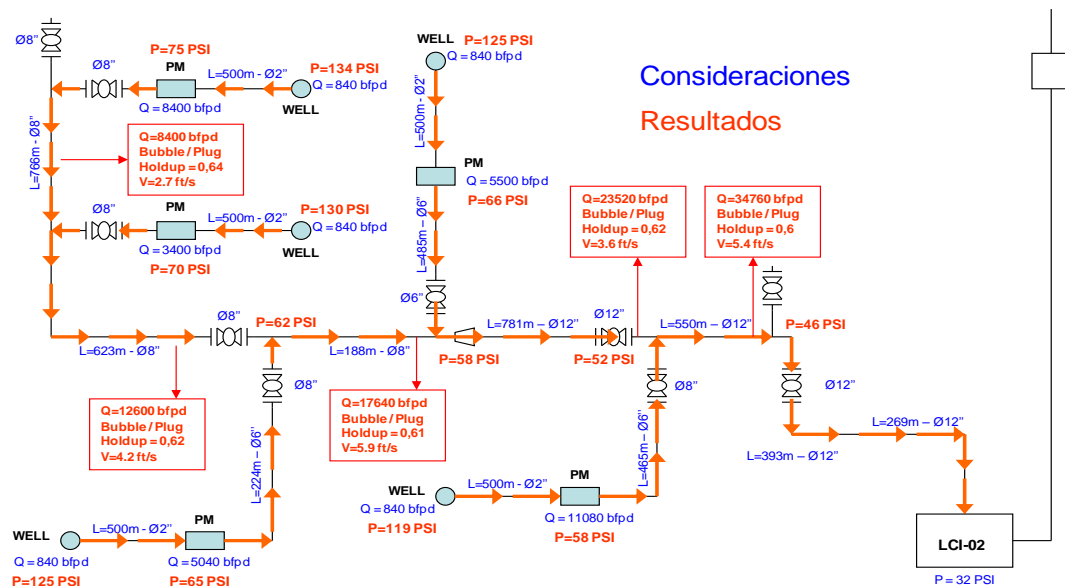 Ø8”
P=75 PSI
Ø8”
PM
L=500m - Ø2”
P=134 PSI
Q = 840 bfpd
WELL
Q = 8400 bfpd
L=766m - Ø8”
Q=8400 bfpd
Bubble / Plug
Holdup = 0,64
V=2.7 ft/s
Ø8”
PM
L=500m - Ø2”
P=130 PSI
Q = 840 bfpd
WELL
Q = 3400 bfpd
P=70 PSI
WELL
P=125 PSI
Q = 840 bfpd
L=500m - Ø2”
PM
Q = 5500 bfpd
P=66 PSI
L=485m – Ø6”
Ø6”
Consideraciones
Resultados
Q=23520 bfpd
Bubble / Plug
Holdup = 0,62
V=3.6 ft/s
Q=34760 bfpd
Bubble / Plug
Holdup = 0,6
V=5.4 ft/s
L=623m - Ø8”
Ø8”
P=62 PSI
L=188m - Ø8”
P=58 PSI
L=781m – Ø12”
Ø12”
P=52 PSI
L=550m – Ø12”
P=46 PSI
Ø12”
L=393m – Ø12”
L=269m – Ø12”
Q=12600 bfpd
Bubble / Plug
Holdup = 0,62
V=4.2 ft/s
Ø8”
L=224m – Ø6”
Q=17640 bfpd
Bubble / Plug
Holdup = 0,61
V=5.9 ft/s
Ø8”
L=465m – Ø6”
WELL
Q = 840 bfpd
P=119 PSI
L=500m - Ø2”
PM
Q = 11080 bfpd
P=58 PSI
WELL
Q = 840 bfpd
P=125 PSI
L=500m - Ø2”
PM
Q = 5040 bfpd
P=65 PSI
LCI-02
P = 32 PSI